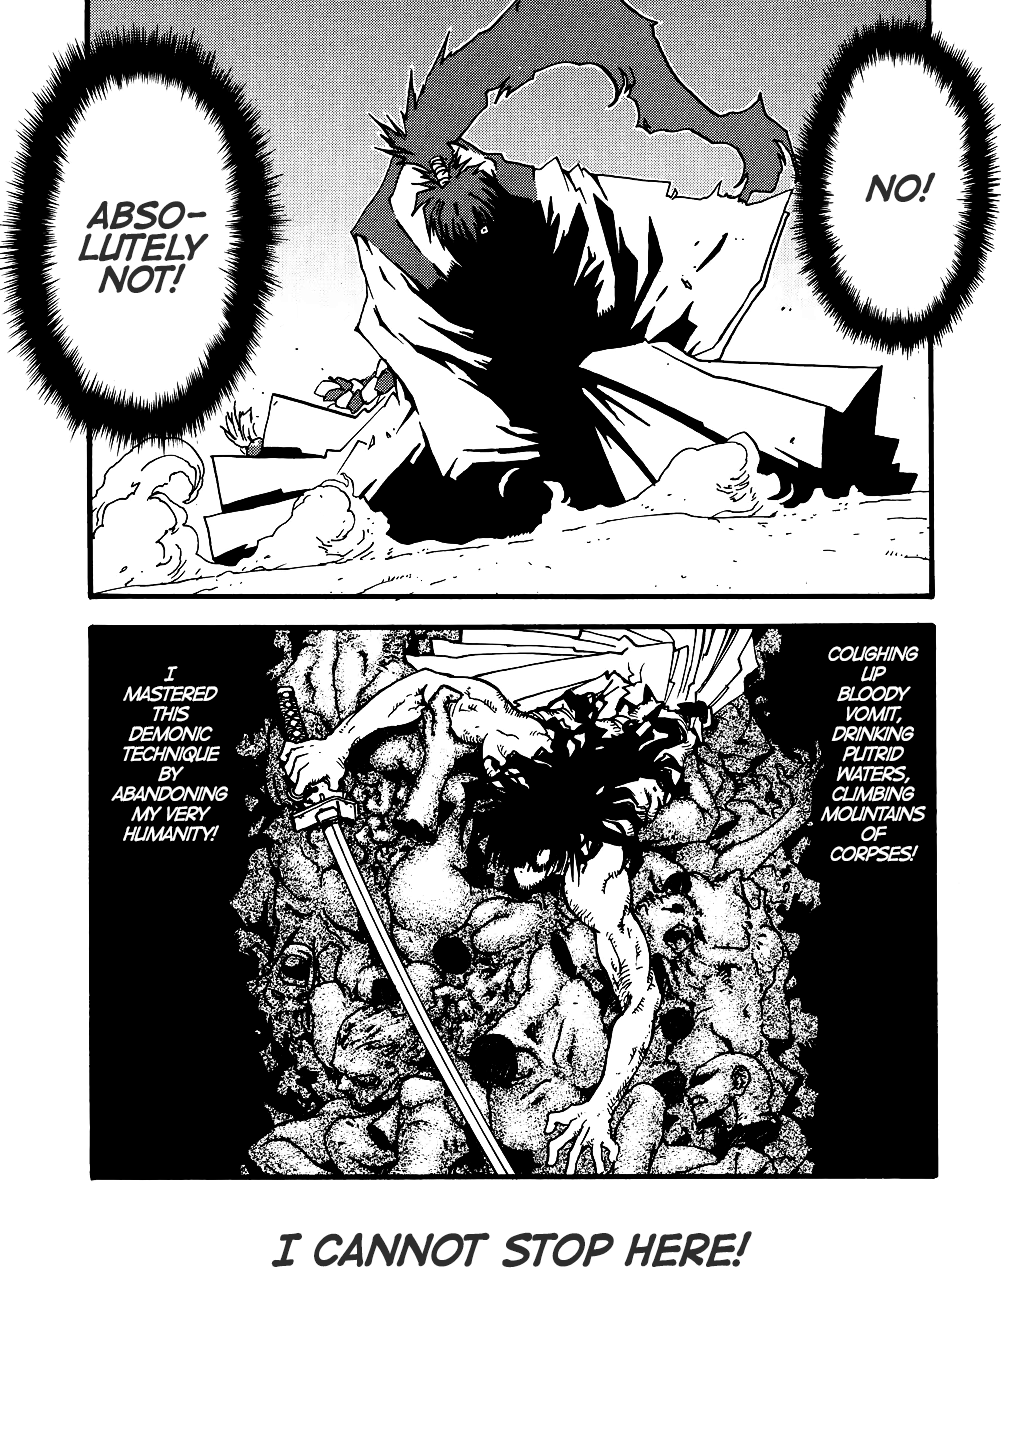 NO!
ABSO-
LUTELY
NOT!
COUGHING
UP
BLOODY
VOMIT,
DRINKING
PUTRID
WATERS,
CLIMBING
MOUNTAINS
OF
CORPSES!
I
MASTERED
THIS
DEMONIC
TECHNIQUE
BY
ABANDONING
MY VERY
HUMANITY!
I CANNOT STOP HERE!